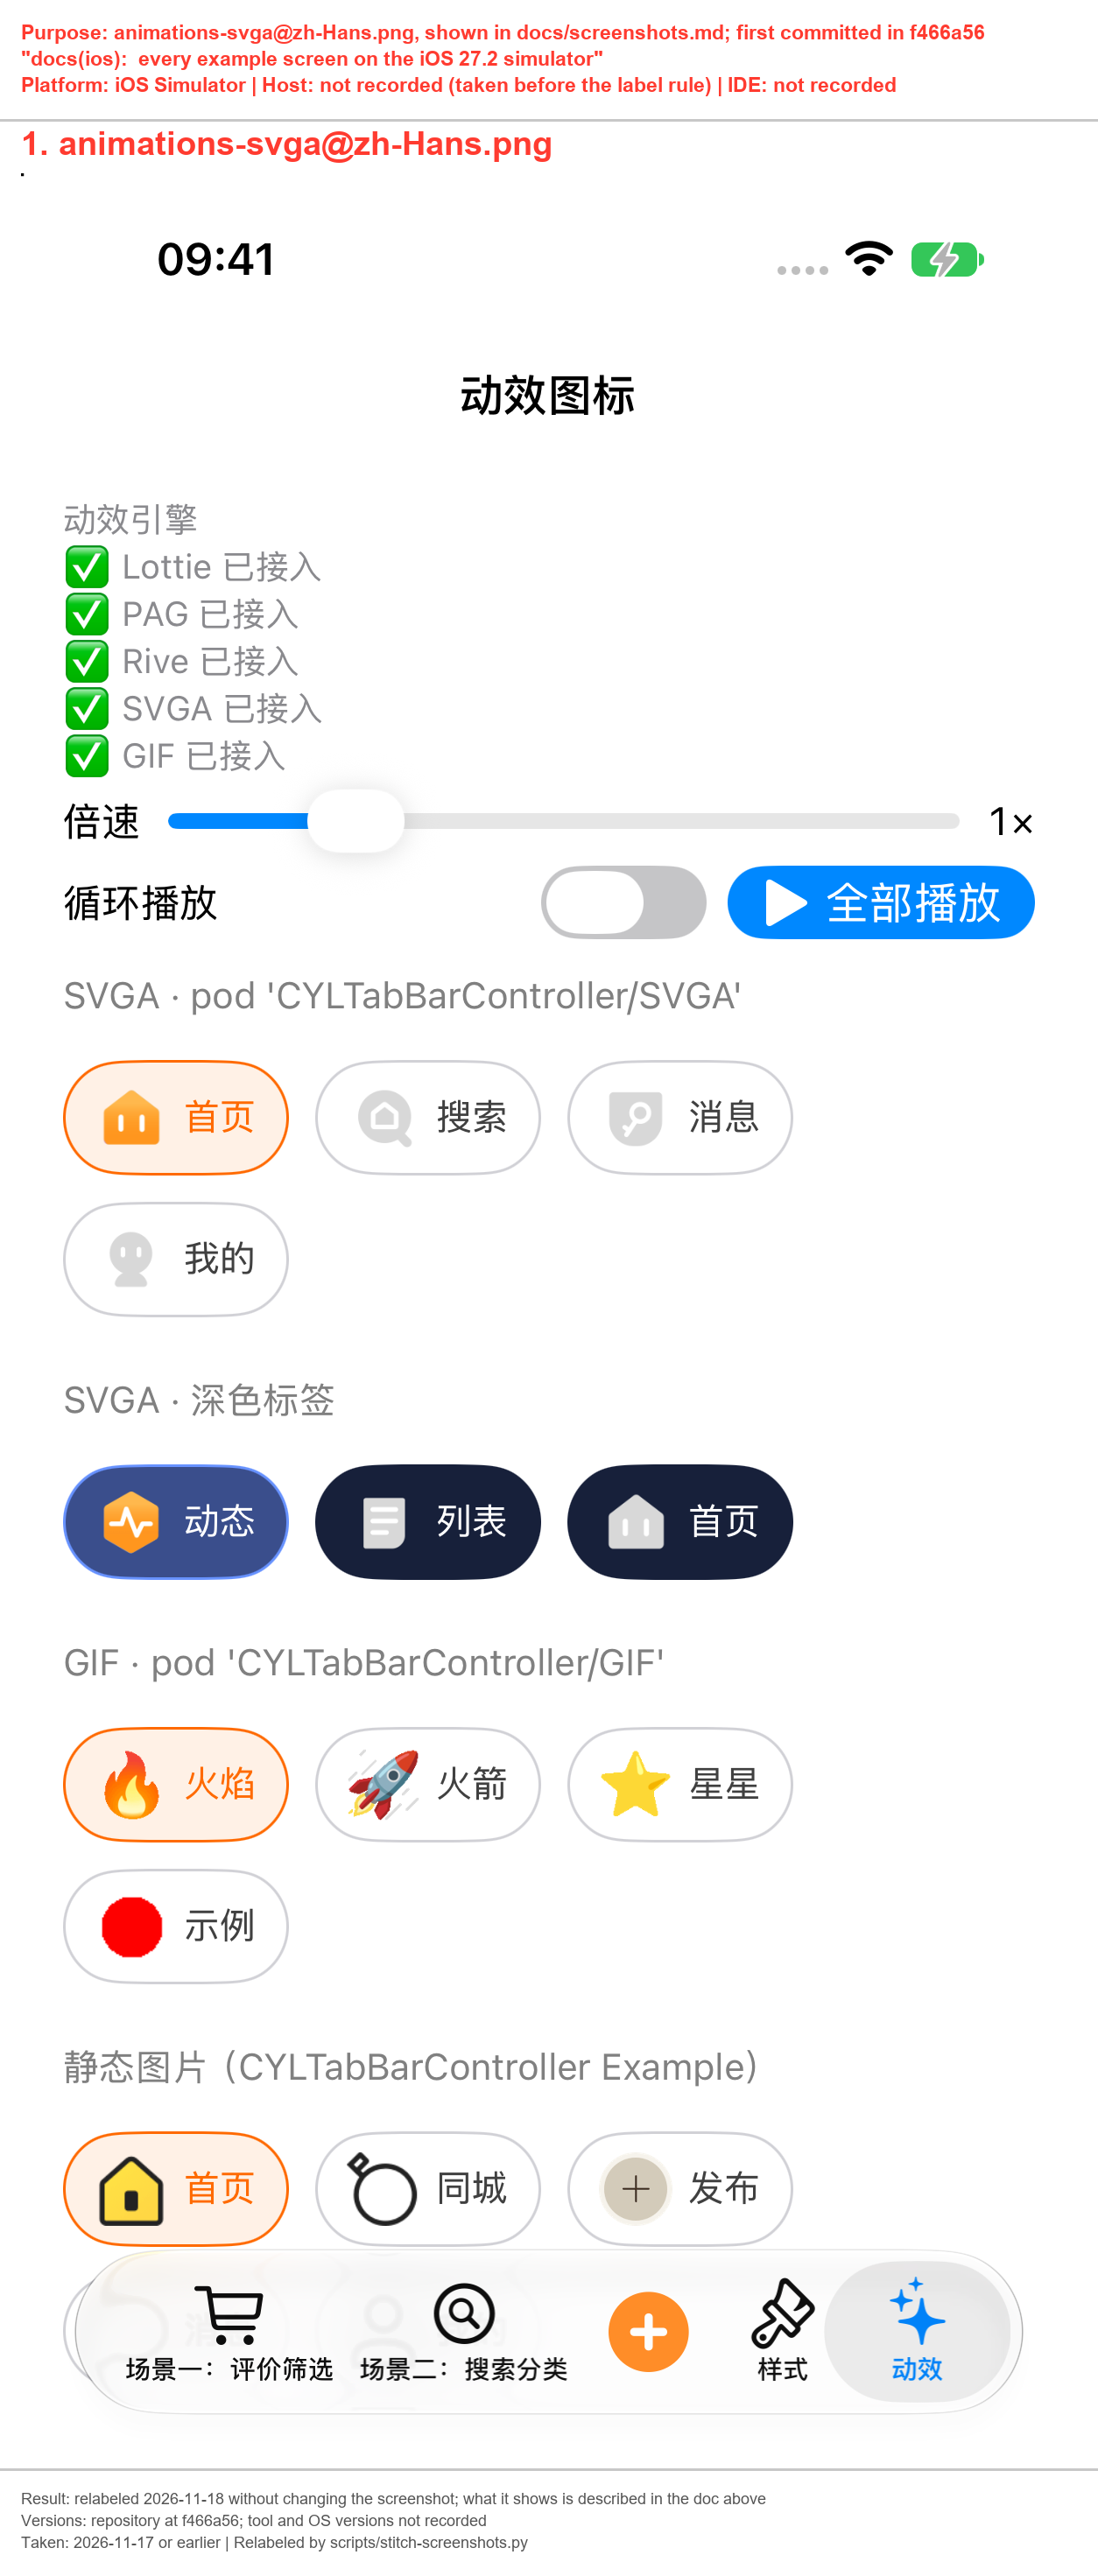 Purpose: animations-svga@zh-Hans.png, shown in docs/screenshots.md; first committed in f466a56
"docs(ios):  every example screen on the iOS 27.2 simulator"
Platform: iOS Simulator | Host: not recorded (taken before the label rule) | IDE: not recorded
1. animations-svga@zh-Hans.png
09:41
动效图标
动效引擎
✅ Lottie 已接入
✅ PAG 已接入
✅ Rive 已接入
✅ SVGA 已接入
✅ GIF 已接入
倍速 1×
循环播放 全部播放
SVGA · pod 'CYLTabBarController/SVGA'
首页 搜索 消息
我的
SVGA · 深色标签
动态 列表 首页
GIF · pod 'CYLTabBarController/GIF'
火焰 火箭 星星
示例
静态图片（CYLTabBarController Example）
首页 同城 发布
场景一：评价筛选 场景二：搜索分类 样式 动效
Result: relabeled 2026-11-18 without changing the screenshot; what it shows is described in the doc above
Versions: repository at f466a56; tool and OS versions not recorded
Taken: 2026-11-17 or earlier | Relabeled by scripts/stitch-screenshots.py